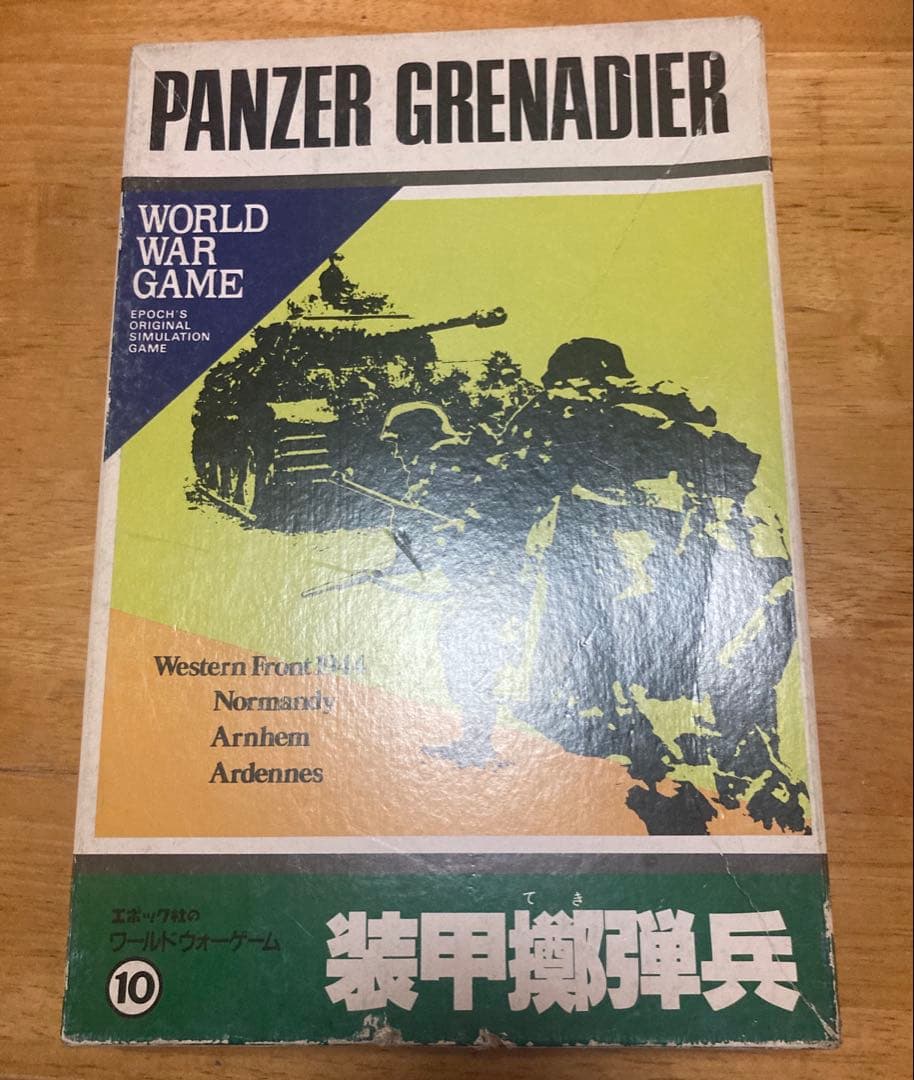 PANZER GRENADIER
WORLD
WAR
GAME
EPOCH'S
ORIGINAL
SIMULATION
GAME
Western Front 1944
Normandy
Arnhem
Ardennes
エポック社の
ワールドウォーゲーム
10
てき
装甲擲弾兵